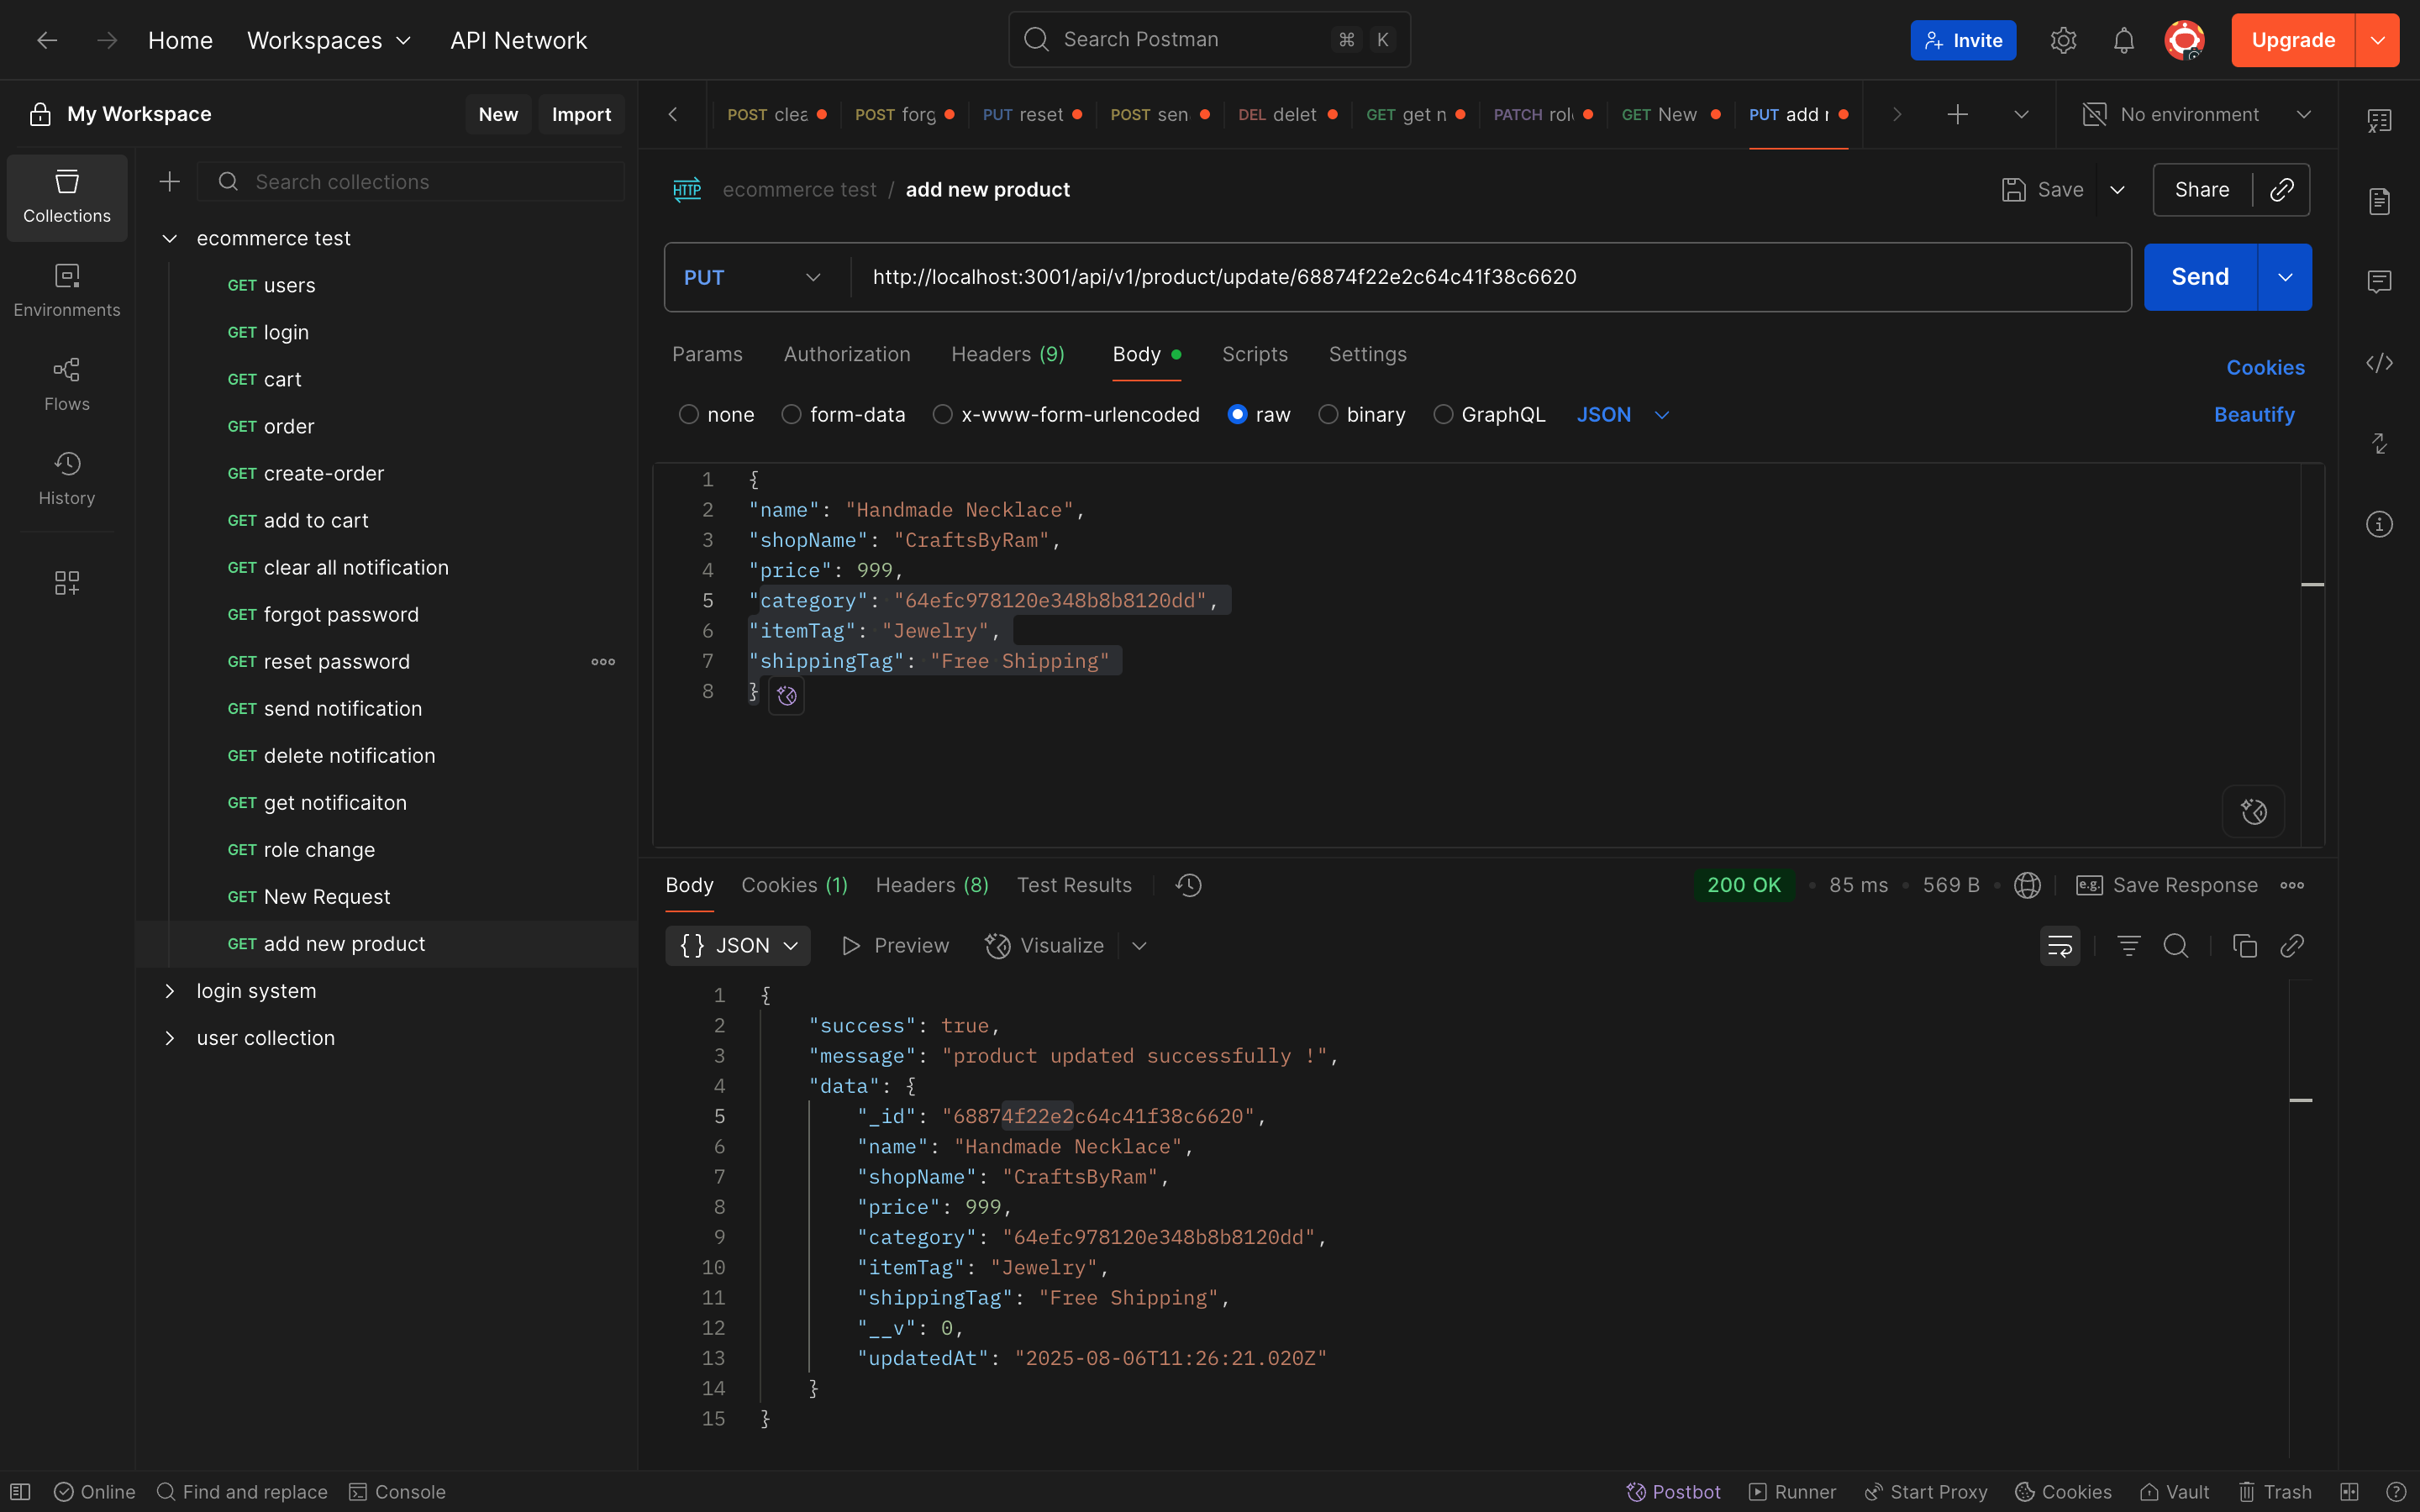 Home Workspaces API Network Search Postman ⌘ K Invite Upgrade
My Workspace New Import
Collections
Environments
Flows
History
Search collections
ecommerce test
GET users
GET login
GET cart
GET order
GET create-order
GET add to cart
GET clear all notification
GET forgot password
GET reset password
GET send notification
GET delete notification
GET get notificaiton
GET role change
GET New Request
GET add new product
login system
user collection
POST clea POST forg PUT reset POST sen DEL delet GET get n PATCH rol GET New PUT add No environment
HTTP ecommerce test / add new product Save Share
PUT http://localhost:3001/api/v1/product/update/68874f22e2c64c41f38c6620 Send
Params Authorization Headers (9) Body Scripts Settings Cookies
none form-data x-www-form-urlencoded raw binary GraphQL JSON Beautify
1 {
2 "name": "Handmade Necklace",
3 "shopName": "CraftsByRam",
4 "price": 999,
5 "category": "64efc978120e348b8b8120dd",
6 "itemTag": "Jewelry",
7 "shippingTag": "Free Shipping"
8 }
Body Cookies (1) Headers (8) Test Results 200 OK 85 ms 569 B e.g. Save Response
{} JSON Preview Visualize
1 {
2 "success": true,
3 "message": "product updated successfully !",
4 "data": {
5 "_id": "68874f22e2c64c41f38c6620",
6 "name": "Handmade Necklace",
7 "shopName": "CraftsByRam",
8 "price": 999,
9 "category": "64efc978120e348b8b8120dd",
10 "itemTag": "Jewelry",
11 "shippingTag": "Free Shipping",
12 "__v": 0,
13 "updatedAt": "2025-08-06T11:26:21.020Z"
14 }
15 }
Online Find and replace Console Postbot Runner Start Proxy Cookies Vault Trash